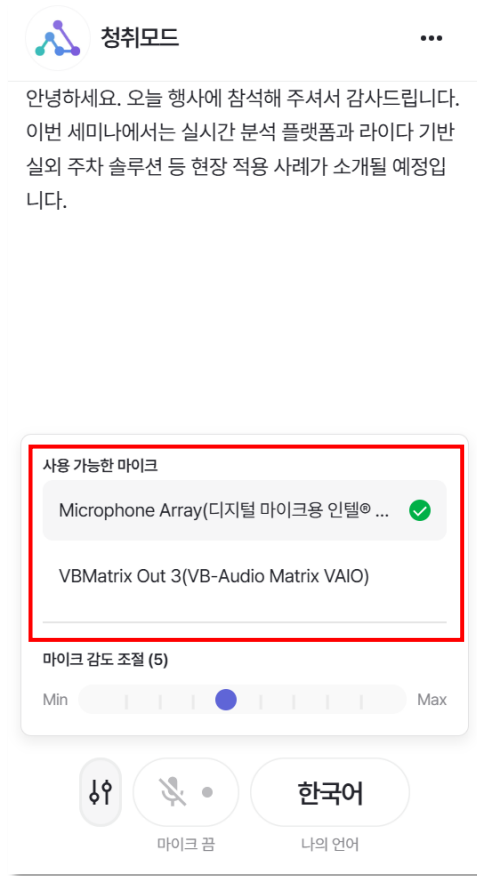 청취모드
안녕하세요. 오늘 행사에 참석해 주셔서 감사드립니다.
이번 세미나에서는 실시간 분석 플랫폼과 라이다 기반
실외 주차 솔루션 등 현장 적용 사례가 소개될 예정입
니다.
사용 가능한 마이크
Microphone Array(디지털 마이크용 인텔® ...
VBMatrix Out 3(VB-Audio Matrix VAIO)
마이크 감도 조절 (5)
Min Max
한국어
마이크 끔 나의 언어